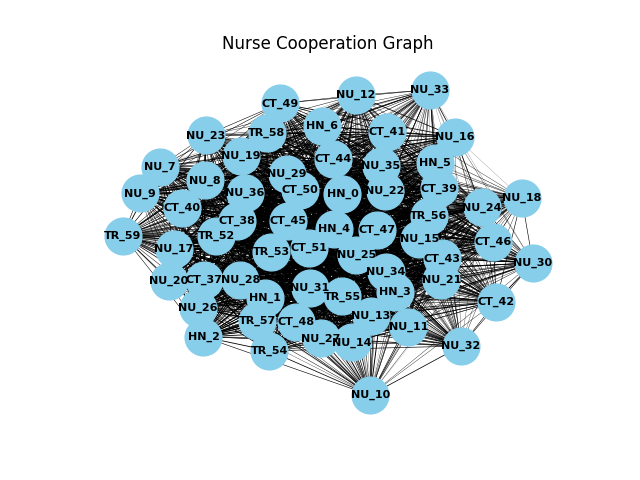 Nurse Cooperation Graph
NU_33
NU_12
CT_49
HN_6
CT_41
TR_58
NU_23
NU_16
NU_19
CT_44
HN_5
NU_35
NU_7
NU_29
NU_8
CT_39
CT_50
NU_22
NU_36
NU_9
HN_0
NU_18
CT_40
NU_24
TR_56
CT_38
CT_45
HN_4
CT_47
TR_59
TR_52
NU_15
CT_46
NU_17
CT_51
TR_53
NU_25
CT_43
NU_30
NU_34
NU_20
CT_37
NU_28
NU_21
NU_31
HN_3
TR_55
HN_1
CT_42
NU_26
NU_13
TR_57
CT_48
NU_11
HN_2
NU_27
NU_14
NU_32
TR_54
NU_10